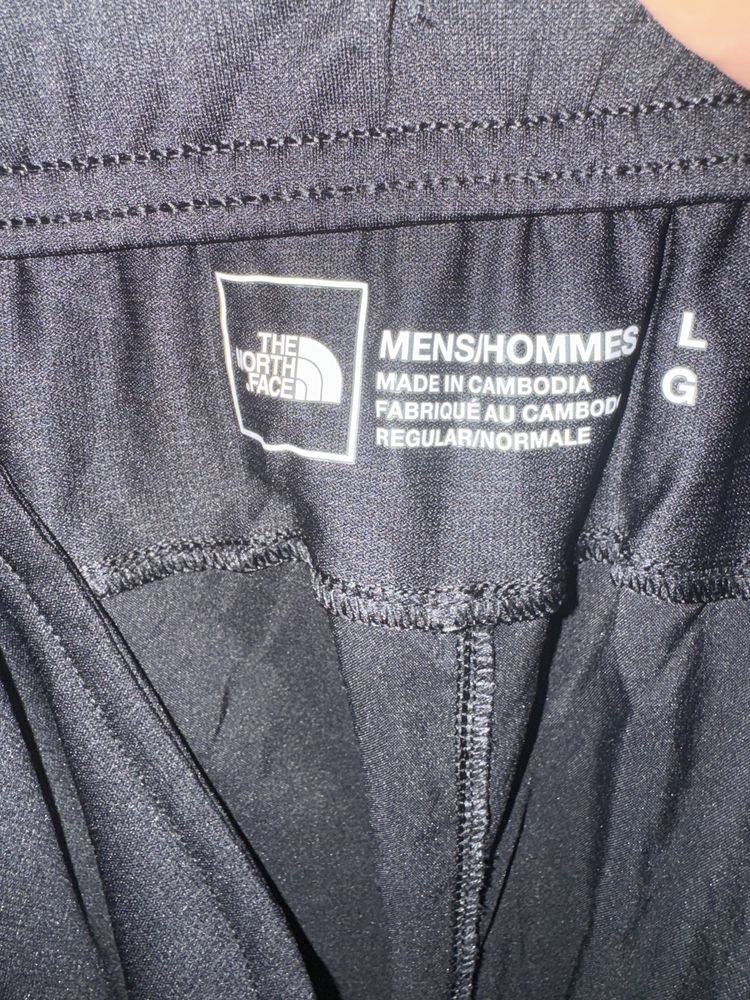 THE
NORTH
FACE
MENS/HOMMES
MADE IN CAMBODIA
FABRIQUÉ AU CAMBOD
REGULAR/NORMALE
L
G